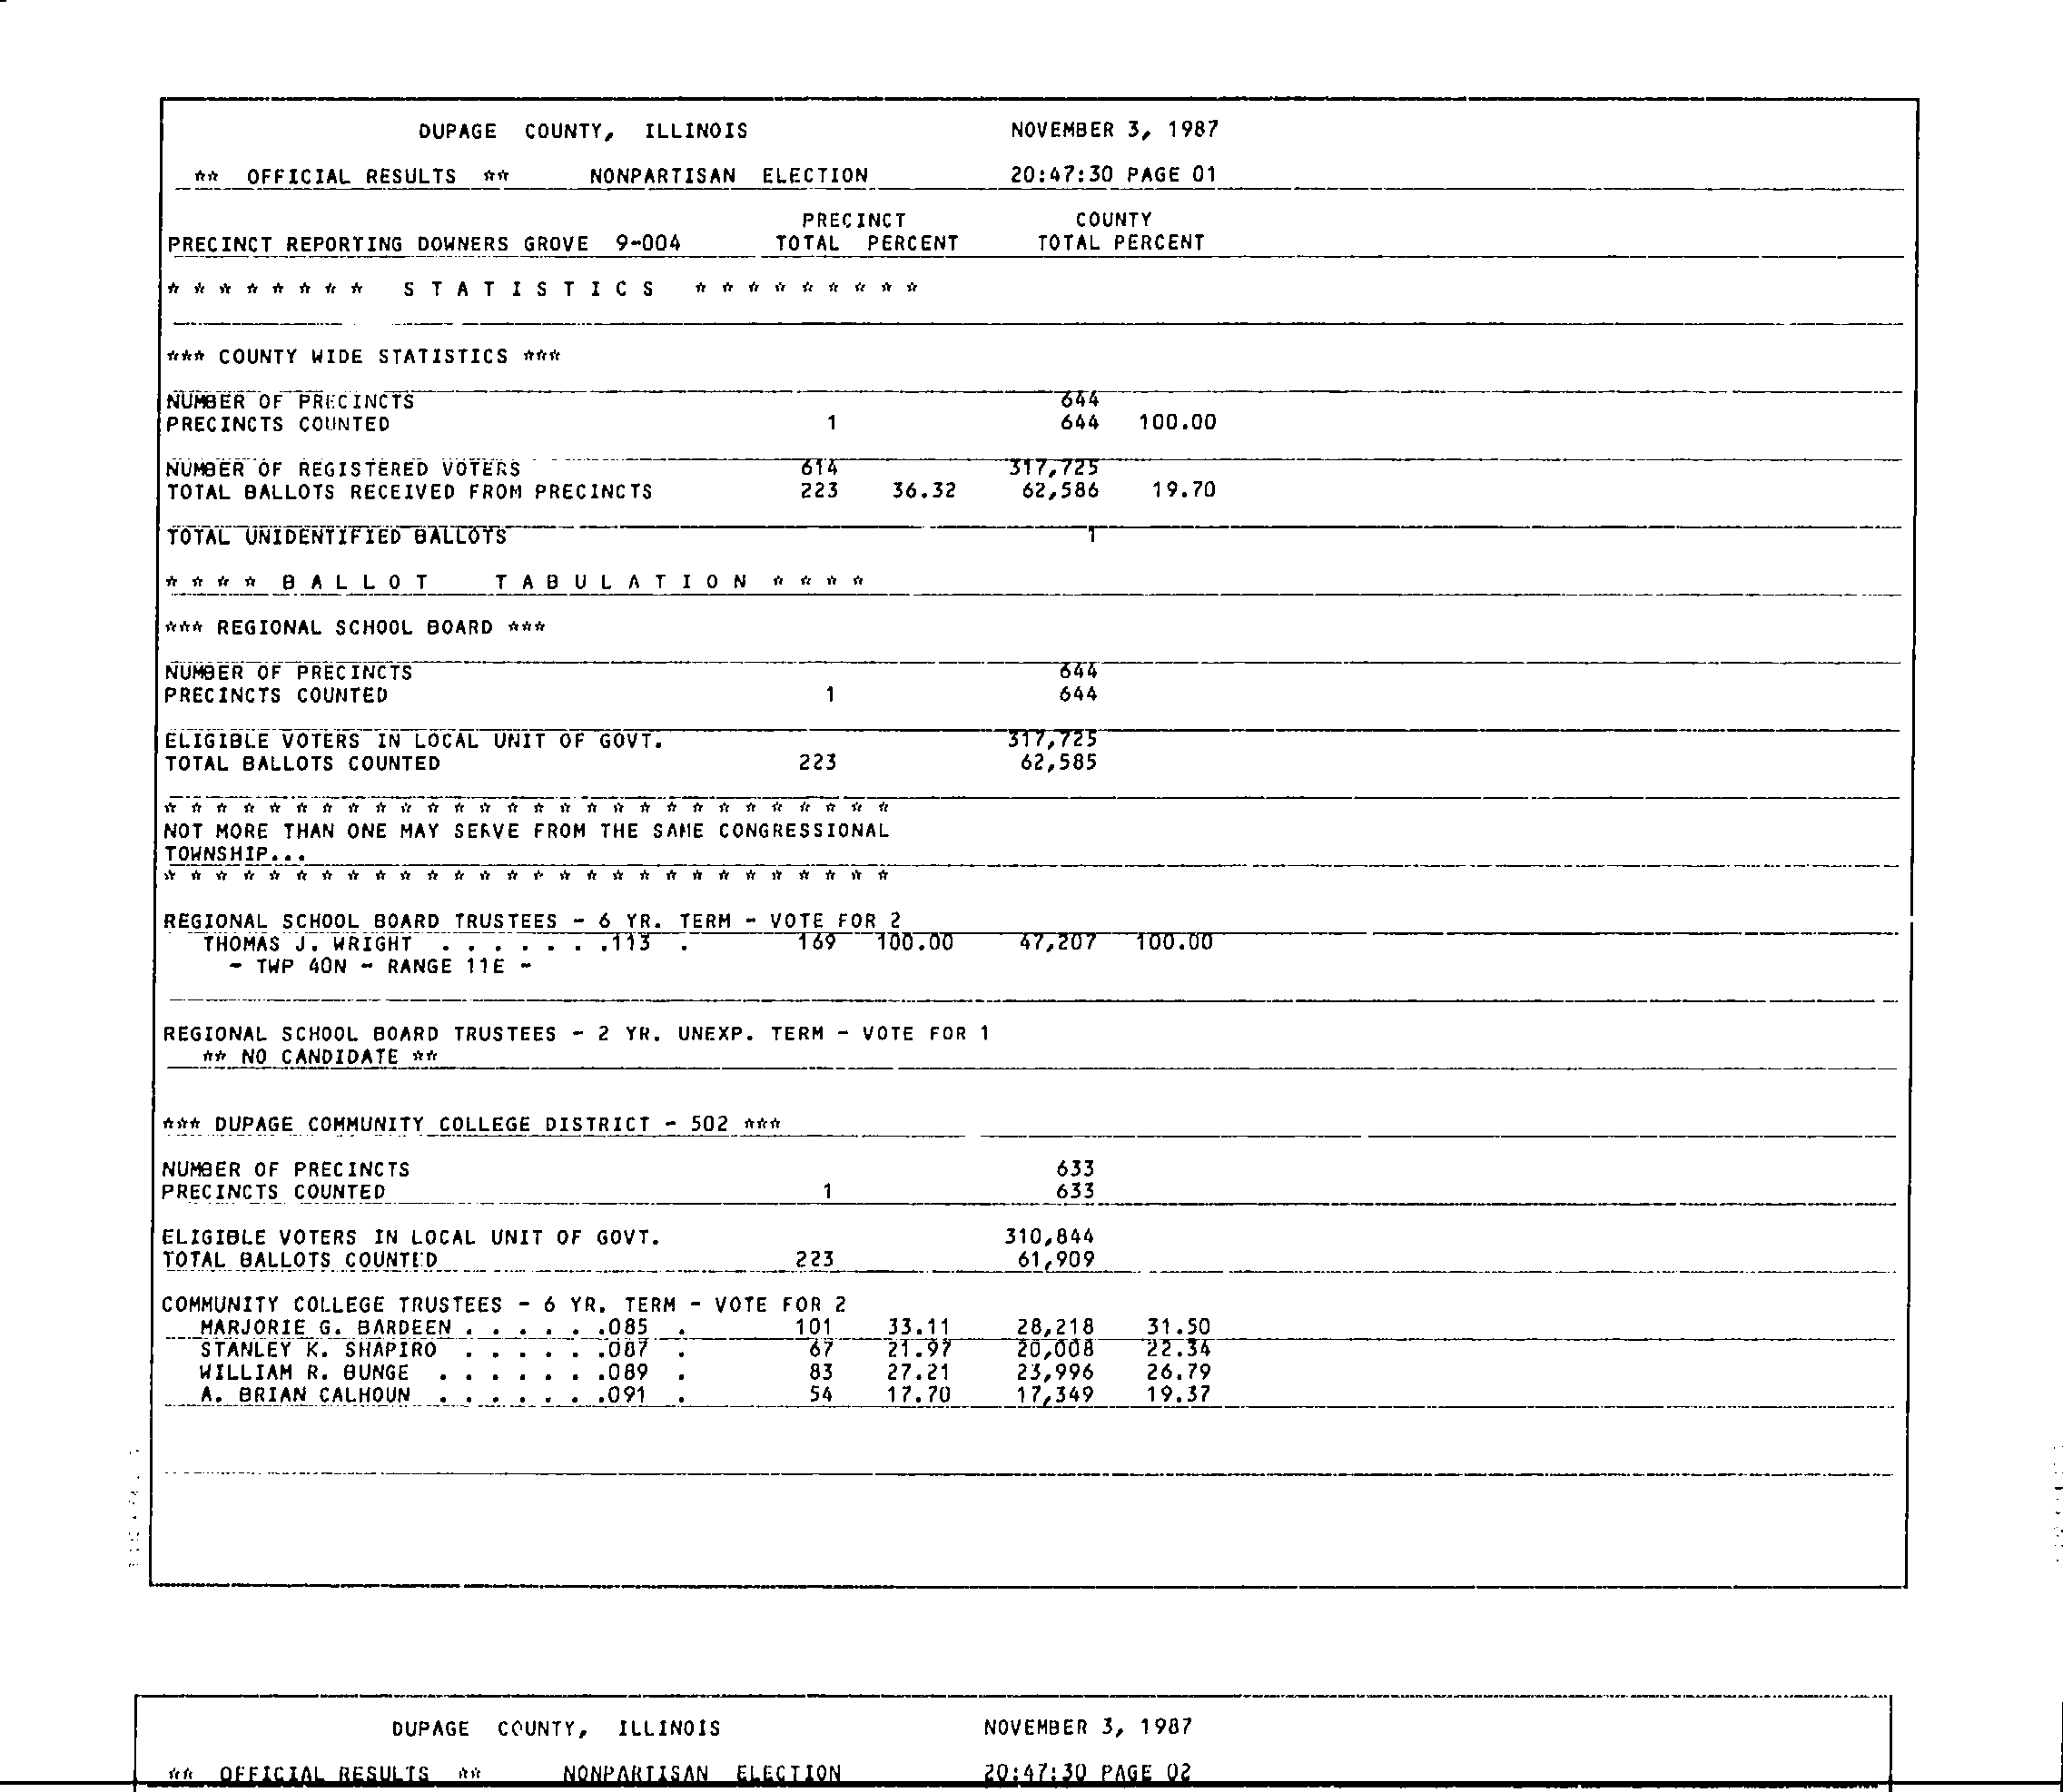 DUPAGE COUNTY, ILLINOIS NOVEMBER 3, 1987
** OFFICIAL RESULTS ** NONPARTISAN ELECTION 20:47:30 PAGE 01
PRECINCT COUNTY
PRECINCT REPORTING DOWNERS GROVE 9-004 TOTAL PERCENT TOTAL PERCENT
* * * * * * * * S T A T I S T I C S * * * * * * * * *
*** COUNTY WIDE STATISTICS ***
NUMBER OF PRECINCTS 644
PRECINCTS COUNTED 1 644 100.00
NUMBER OF REGISTERED VOTERS 614 317,725
TOTAL BALLOTS RECEIVED FROM PRECINCTS 223 36.32 62,586 19.70
TOTAL UNIDENTIFIED BALLOTS 1
* * * * B A L L O T T A B U L A T I O N * * * *
*** REGIONAL SCHOOL BOARD ***
NUMBER OF PRECINCTS 644
PRECINCTS COUNTED 1 644
ELIGIBLE VOTERS IN LOCAL UNIT OF GOVT. 317,725
TOTAL BALLOTS COUNTED 223 62,585
* * * * * * * * * * * * * * * * * * * * * * * * * * * *
NOT MORE THAN ONE MAY SERVE FROM THE SAME CONGRESSIONAL
TOWNSHIP...
* * * * * * * * * * * * * * * * * * * * * * * * * * * *
REGIONAL SCHOOL BOARD TRUSTEES - 6 YR. TERM - VOTE FOR 2
THOMAS J. WRIGHT . . . . . . .113 . 169 100.00 47,207 100.00
- TWP 40N - RANGE 11E -
REGIONAL SCHOOL BOARD TRUSTEES - 2 YR. UNEXP. TERM - VOTE FOR 1
** NO CANDIDATE **
*** DUPAGE COMMUNITY COLLEGE DISTRICT - 502 ***
NUMBER OF PRECINCTS 633
PRECINCTS COUNTED 1 633
ELIGIBLE VOTERS IN LOCAL UNIT OF GOVT. 310,844
TOTAL BALLOTS COUNTED 223 61,909
COMMUNITY COLLEGE TRUSTEES - 6 YR. TERM - VOTE FOR 2
MARJORIE G. BARDEEN . . . . . .085 . 101 33.11 28,218 31.50
STANLEY K. SHAPIRO . . . . . .087 . 67 21.97 20,008 22.34
WILLIAM R. BUNGE . . . . . . .089 . 83 27.21 23,996 26.79
A. BRIAN CALHOUN . . . . . . .091 . 54 17.70 17,349 19.37
DUPAGE COUNTY, ILLINOIS NOVEMBER 3, 1987
** OFFICIAL RESULTS ** NONPARTISAN ELECTION 20:47:30 PAGE 02